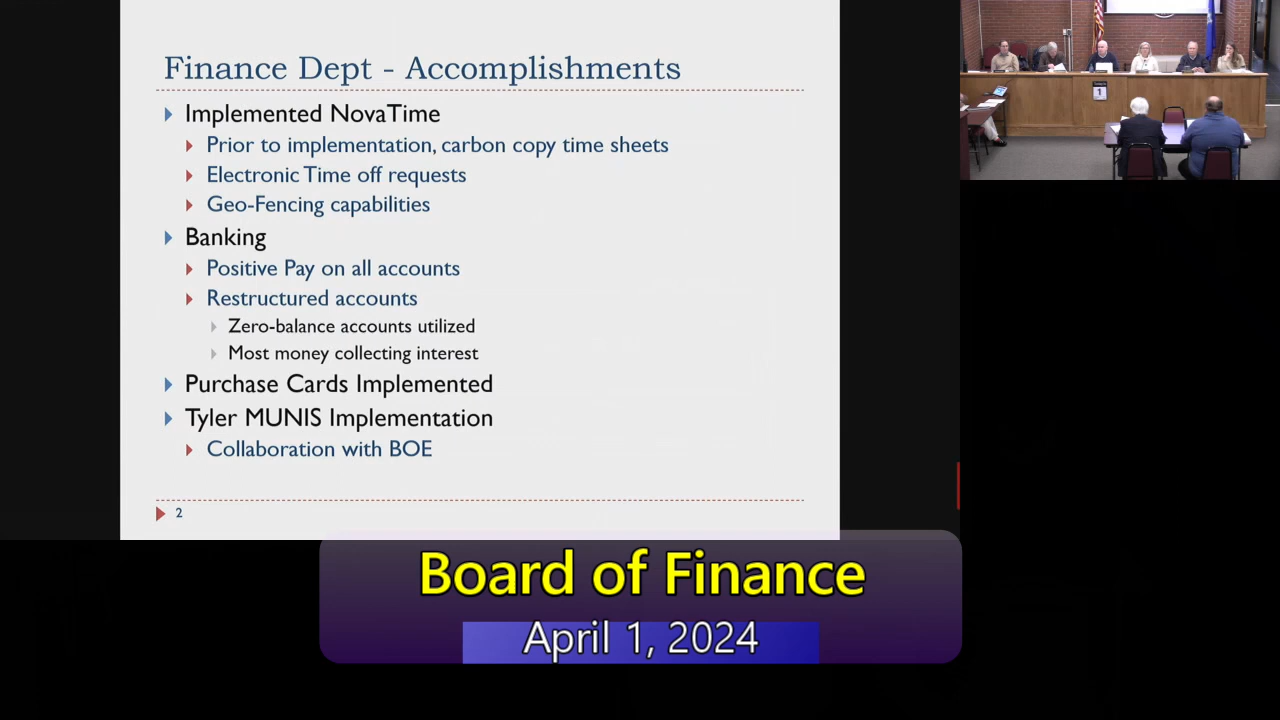 Finance Dept - Accomplishments
Implemented NovaTime
Prior to implementation, carbon copy time sheets
Electronic Time off requests
Geo-Fencing capabilities
Banking
Positive Pay on all accounts
Restructured accounts
Zero-balance accounts utilized
Most money collecting interest
Purchase Cards Implemented
Tyler MUNIS Implementation
Collaboration with BOE
2
1
Board of Finance
April 1, 2024